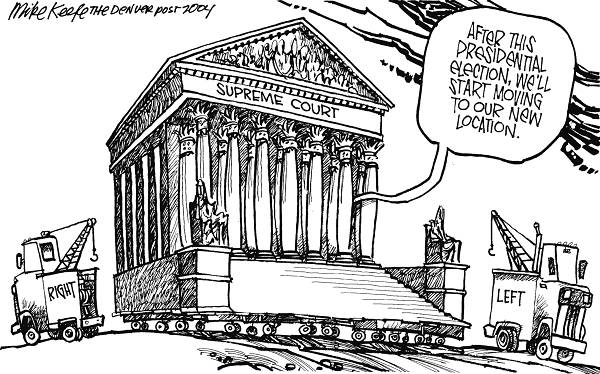 Mike Keefe THE DENVER POST 2004
AFTER THIS
PRESIDENTIAL
ELECTION, WE'LL
START MOVING
TO OUR NEW
LOCATION.
SUPREME COURT
RIGHT
LEFT